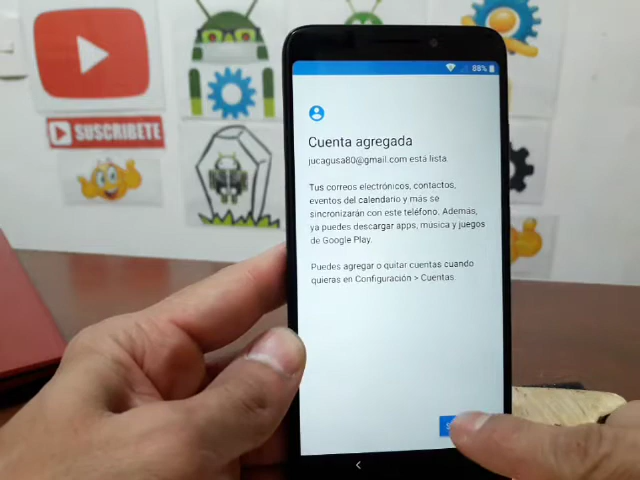 88%
Cuenta agregada
jucagusa80@gmail.com está lista.
Tus correos electrónicos, contactos,
eventos del calendario y más se
sincronizarán con este teléfono. Además,
ya puedes descargar apps, música y juegos
de Google Play.
Puedes agregar o quitar cuentas cuando
quieras en Configuración > Cuentas.
SUSCRIBETE